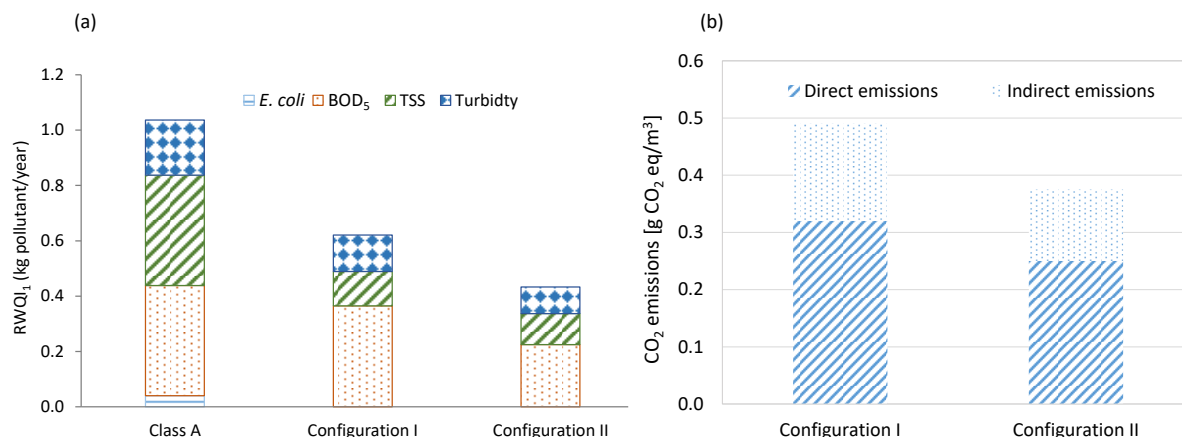 (a)
1.2
1.0
0.8
0.6
0.4
0.2
0.0
RWQI₁ (kg pollutant/year)
E. coli BOD₅ TSS Turbidty
Class A Configuration I Configuration II
(b)
0.6
0.5
0.4
0.3
0.2
0.1
0.0
CO₂ emissions [g CO₂ eq/m³]
Direct emissions Indirect emissions
Configuration I Configuration II